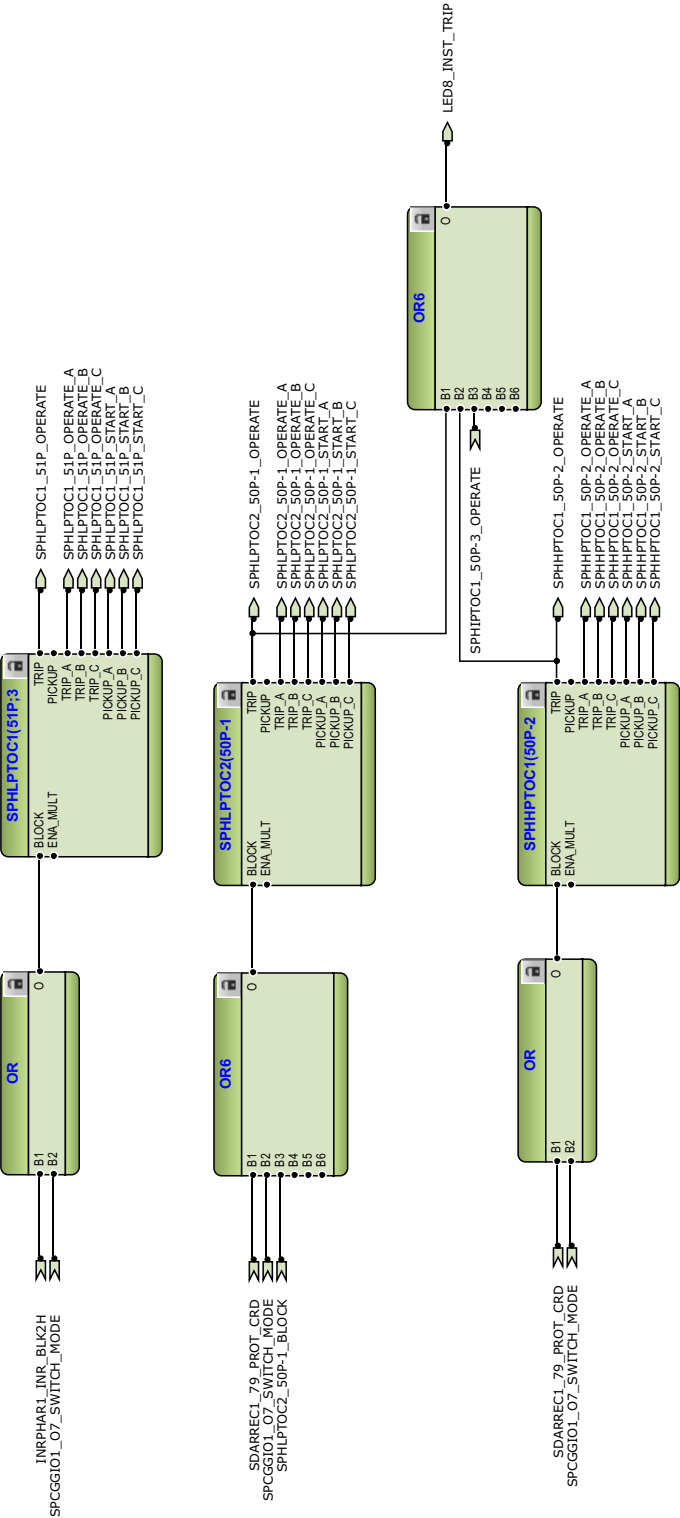 INRPHAR1_INR_BLK2H
SPCGGIO1_O7_SWITCH_MODE
OR
B1
B2
O
SPHLPTOC1(51P;3
BLOCK
ENA_MULT
TRIP
PICKUP
TRIP_A
TRIP_B
TRIP_C
PICKUP_A
PICKUP_B
PICKUP_C
SPHLPTOC1_51P_OPERATE
SPHLPTOC1_51P_OPERATE_A
SPHLPTOC1_51P_OPERATE_B
SPHLPTOC1_51P_OPERATE_C
SPHLPTOC1_51P_START_A
SPHLPTOC1_51P_START_B
SPHLPTOC1_51P_START_C
SDARREC1_79_PROT_CRD
SPCGGIO1_O7_SWITCH_MODE
SPHLPTOC2_50P-1_BLOCK
OR6
B1
B2
B3
B4
B5
B6
O
SPHLPTOC2(50P-1
BLOCK
ENA_MULT
TRIP
PICKUP
TRIP_A
TRIP_B
TRIP_C
PICKUP_A
PICKUP_B
PICKUP_C
SPHLPTOC2_50P-1_OPERATE
SPHLPTOC2_50P-1_OPERATE_A
SPHLPTOC2_50P-1_OPERATE_B
SPHLPTOC2_50P-1_OPERATE_C
SPHLPTOC2_50P-1_START_A
SPHLPTOC2_50P-1_START_B
SPHLPTOC2_50P-1_START_C
SPHIPTOC1_50P-3_OPERATE
OR6
B1
B2
B3
B4
B5
B6
O
LED8_INST_TRIP
SDARREC1_79_PROT_CRD
SPCGGIO1_O7_SWITCH_MODE
OR
B1
B2
O
SPHHPTOC1(50P-2
BLOCK
ENA_MULT
TRIP
PICKUP
TRIP_A
TRIP_B
TRIP_C
PICKUP_A
PICKUP_B
PICKUP_C
SPHHPTOC1_50P-2_OPERATE
SPHHPTOC1_50P-2_OPERATE_A
SPHHPTOC1_50P-2_OPERATE_B
SPHHPTOC1_50P-2_OPERATE_C
SPHHPTOC1_50P-2_START_A
SPHHPTOC1_50P-2_START_B
SPHHPTOC1_50P-2_START_C